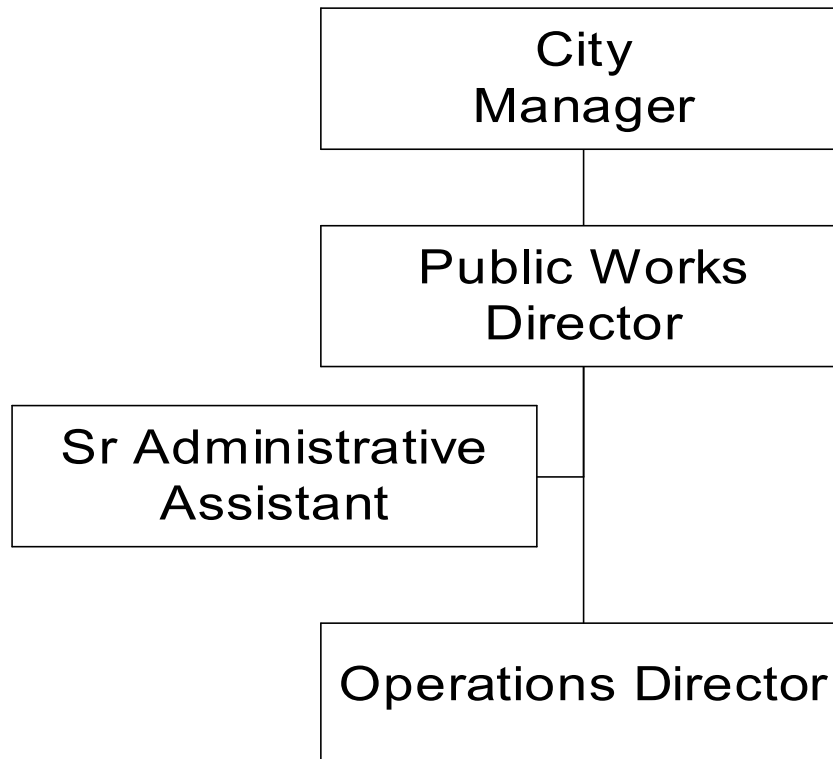 City
Manager
Public Works
Director
Sr Administrative
Assistant
Operations Director